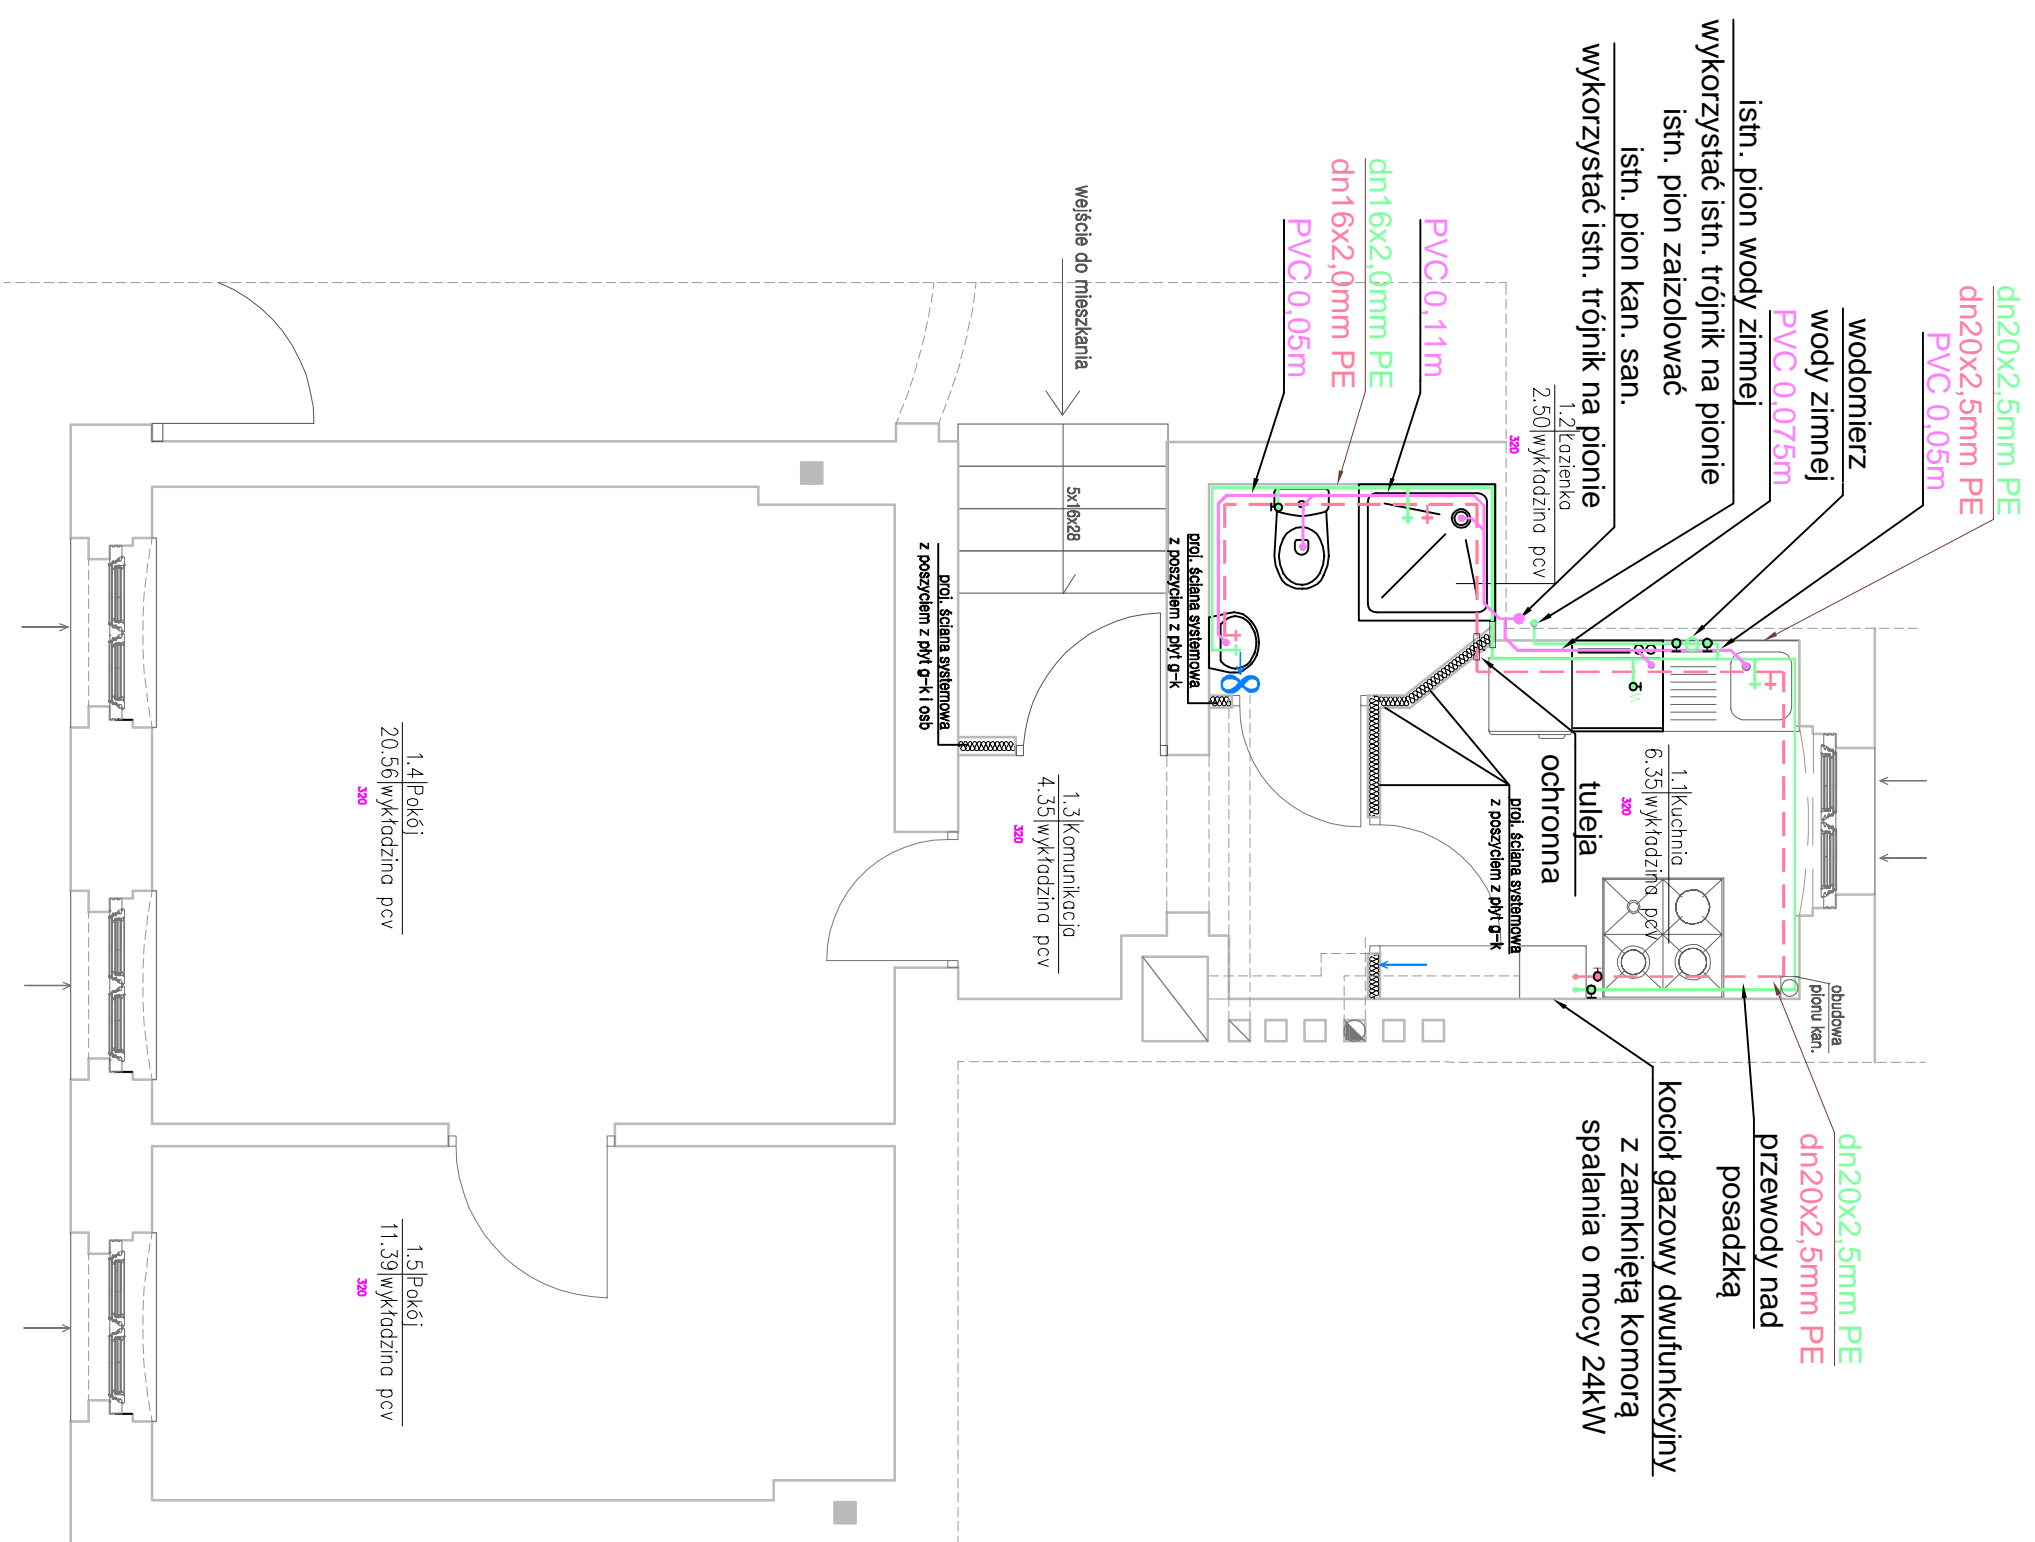 dn20x2,5mm PE
dn20x2,5mm PE
PVC 0,05m
wodomierz
wody zimnej
PVC 0,075m
istn. pion wody zimnej
wykorzystać istn. trójnik na pionie
istn. pion zaizolować
istn. pion kan. san.
wykorzystać istn. trójnik na pionie
1.2 Łazienka
2.50 wykładzina pcv
320
PVC 0,11m
dn16x2,0mm PE
dn16x2,0mm PE
PVC 0,05m
wejście do mieszkania
5x16x28
proj. ściana systemowa
z poszyciem z płyt g-k
proj. ściana systemowa
z poszyciem z płyt g-k i osb
8
M
1.1 Kuchnia
6.35 wykładzina pcv
320
tuleja
ochronna
proj. ściana systemowa
z poszyciem z płyt g-k
1.3 Komunikacja
4.35 wykładzina pcv
320
1.4 Pokój
20.56 wykładzina pcv
320
obudowa
pionu kan.
dn20x2,5mm PE
dn20x2,5mm PE
przewody nad
posadzką
kocioł gazowy dwufunkcyjny
z zamkniętą komorą
spalania o mocy 24kW
1.5 Pokój
11.39 wykładzina pcv
320